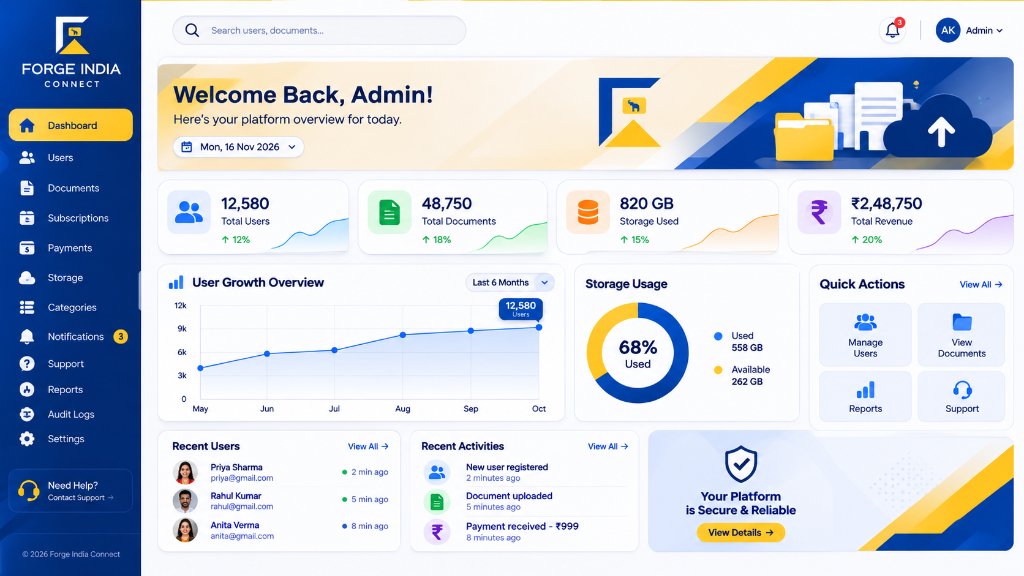 FORGE INDIA
CONNECT
Dashboard
Users
Documents
Subscriptions
Payments
Storage
Categories
Notifications 3
Support
Reports
Audit Logs
Settings
Need Help?
Contact Support →
© 2026 Forge India Connect
Search users, documents...
3
AK Admin
Welcome Back, Admin!
Here's your platform overview for today.
Mon, 16 Nov 2026
12,580
Total Users
↑ 12%
48,750
Total Documents
↑ 18%
820 GB
Storage Used
↑ 15%
₹
₹2,48,750
Total Revenue
↑ 20%
User Growth Overview
Last 6 Months
12k
9k
6k
3k
0
12,580
Users
May Jun Jul Aug Sep Oct
Storage Usage
68%
Used
Used
558 GB
Available
262 GB
Quick Actions
View All →
Manage
Users
View
Documents
Reports
Support
Recent Users
View All →
Priya Sharma
priya@gmail.com
2 min ago
Rahul Kumar
rahul@gmail.com
5 min ago
Anita Verma
anita@gmail.com
8 min ago
Recent Activities
View All →
New user registered
2 minutes ago
Document uploaded
5 minutes ago
₹
Payment received - ₹999
8 minutes ago
Your Platform
is Secure & Reliable
View Details →